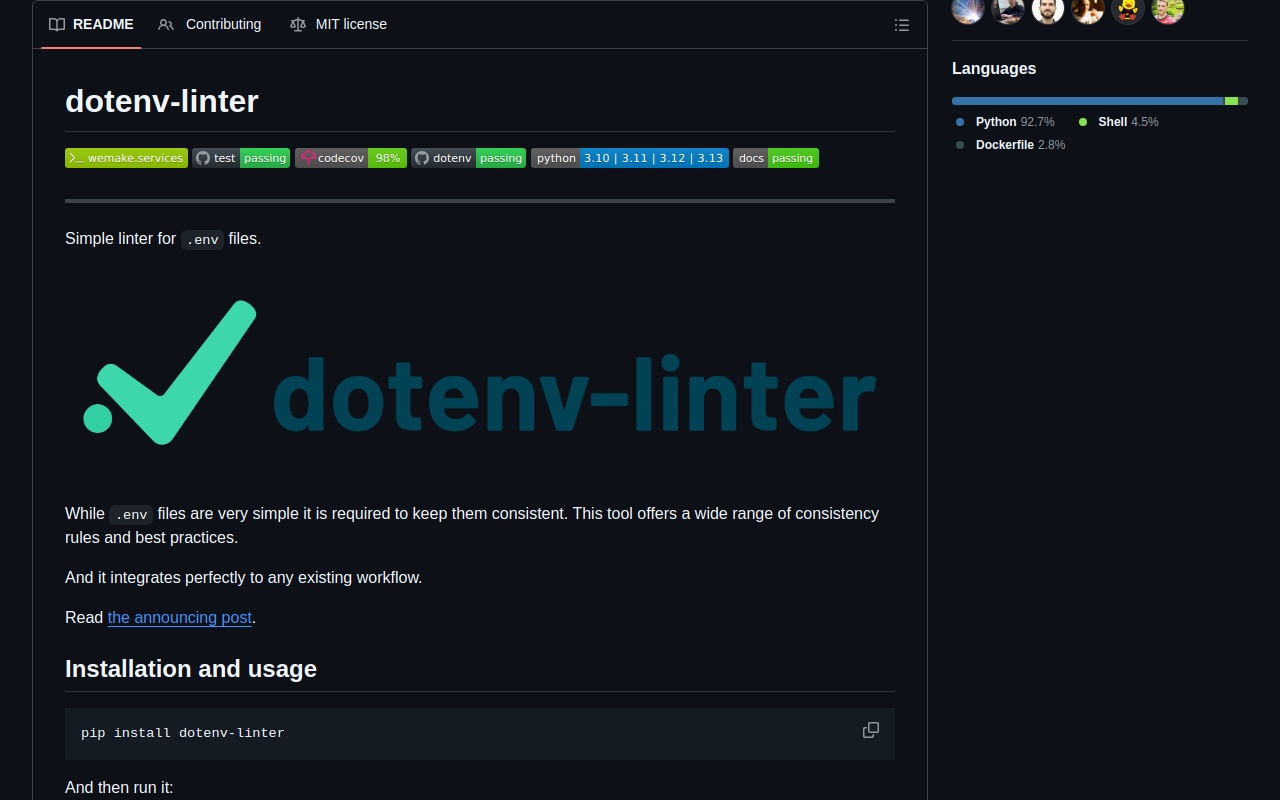 README
Contributing
MIT license
dotenv-linter
wemake.services test passing codecov 98% dotenv passing python 3.10 | 3.11 | 3.12 | 3.13 docs passing
Simple linter for .env files.
dotenv-linter
While .env files are very simple it is required to keep them consistent. This tool offers a wide range of consistency
rules and best practices.
And it integrates perfectly to any existing workflow.
Read the announcing post.
Installation and usage
pip install dotenv-linter
And then run it:
Languages
Python 92.7%
Shell 4.5%
Dockerfile 2.8%